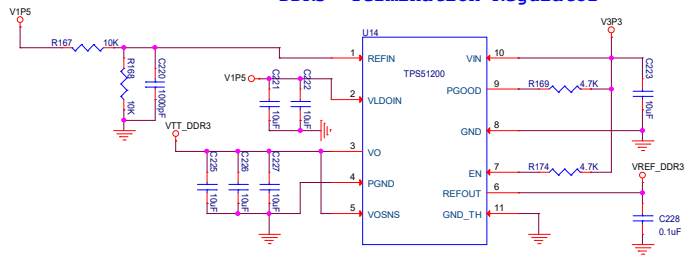 V1P5
R167
10K
R168
10K
C220
1000pF
V1P5
C221
10uF
C222
10uF
VTT_DDR3
C225
10uF
C226
10uF
C227
10uF
U14
TPS51200
1
REFIN
2
VLDOIN
3
VO
4
PGND
5
VOSNS
VIN
10
PGOOD
9
GND
8
EN
7
REFOUT
6
GND_TH
11
V3P3
R169
4.7K
C223
10uF
R174
4.7K
VREF_DDR3
C228
0.1uF